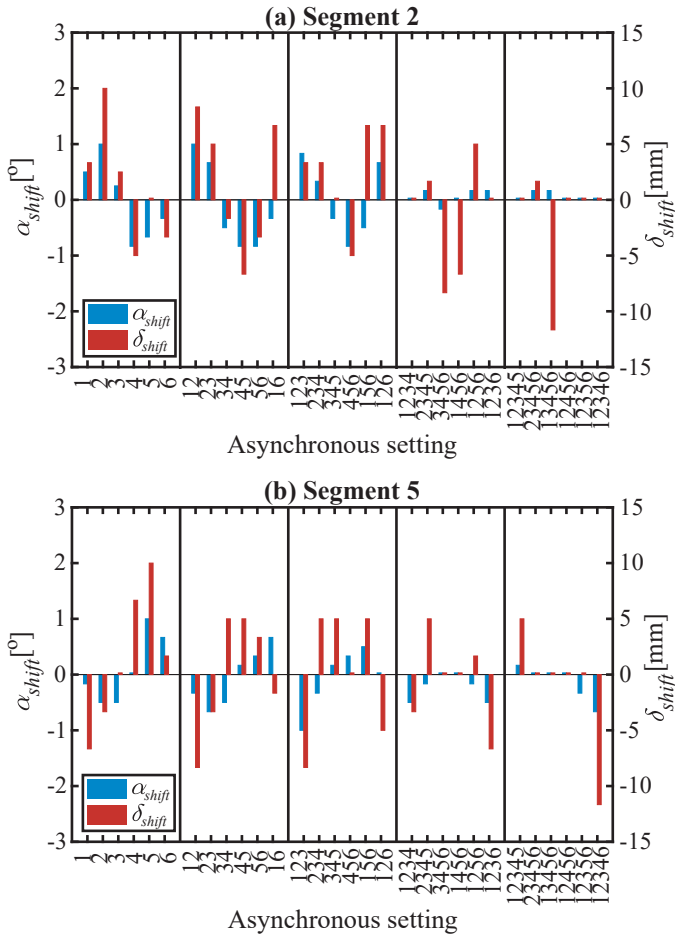 (a) Segment 2
3 15
2 10
1 5
0 0
-1 -5
-2 -10
-3 -15
α_shift[°]
δ_shift[mm]
α_shift
δ_shift
1 2 3 4 5 6 12 23 34 45 56 16 123 234 345 456 156 126 1234 2345 3456 1456 1256 1236 12345 23456 13456 12456 12356 12346
Asynchronous setting
(b) Segment 5
3 15
2 10
1 5
0 0
-1 -5
-2 -10
-3 -15
α_shift[°]
δ_shift[mm]
α_shift
δ_shift
1 2 3 4 5 6 12 23 34 45 56 16 123 234 345 456 156 126 1234 2345 3456 1456 1256 1236 12345 23456 13456 12456 12356 12346
Asynchronous setting